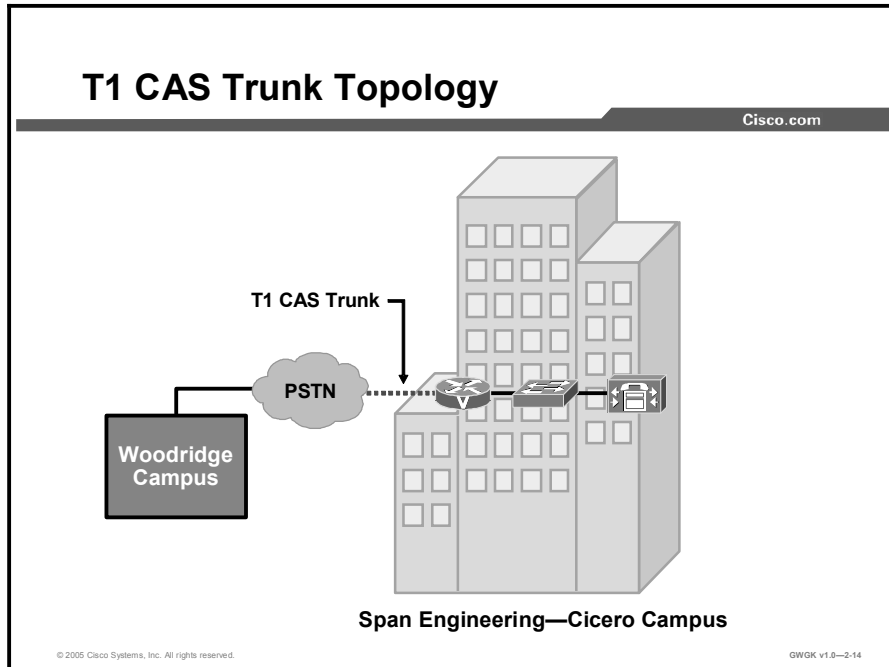 T1 CAS Trunk Topology
Cisco.com
T1 CAS Trunk
PSTN
Woodridge
Campus
V
Span Engineering—Cicero Campus
© 2005 Cisco Systems, Inc. All rights reserved.
GWGK v1.0—2-14